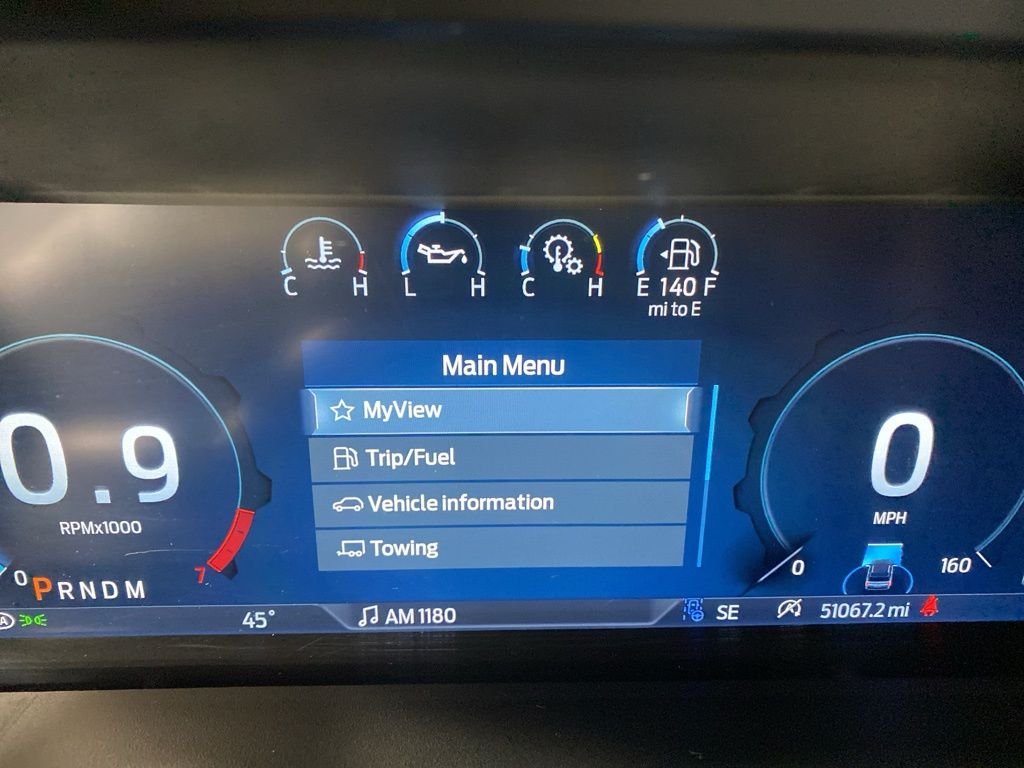 C H
L H
C H
E 140 F
mi to E
Main Menu
MyView
Trip/Fuel
Vehicle information
Towing
0.9
RPMx1000
0
7
PRNDM
0
MPH
0
160
A
45°
AM 1180
SE
51067.2 mi